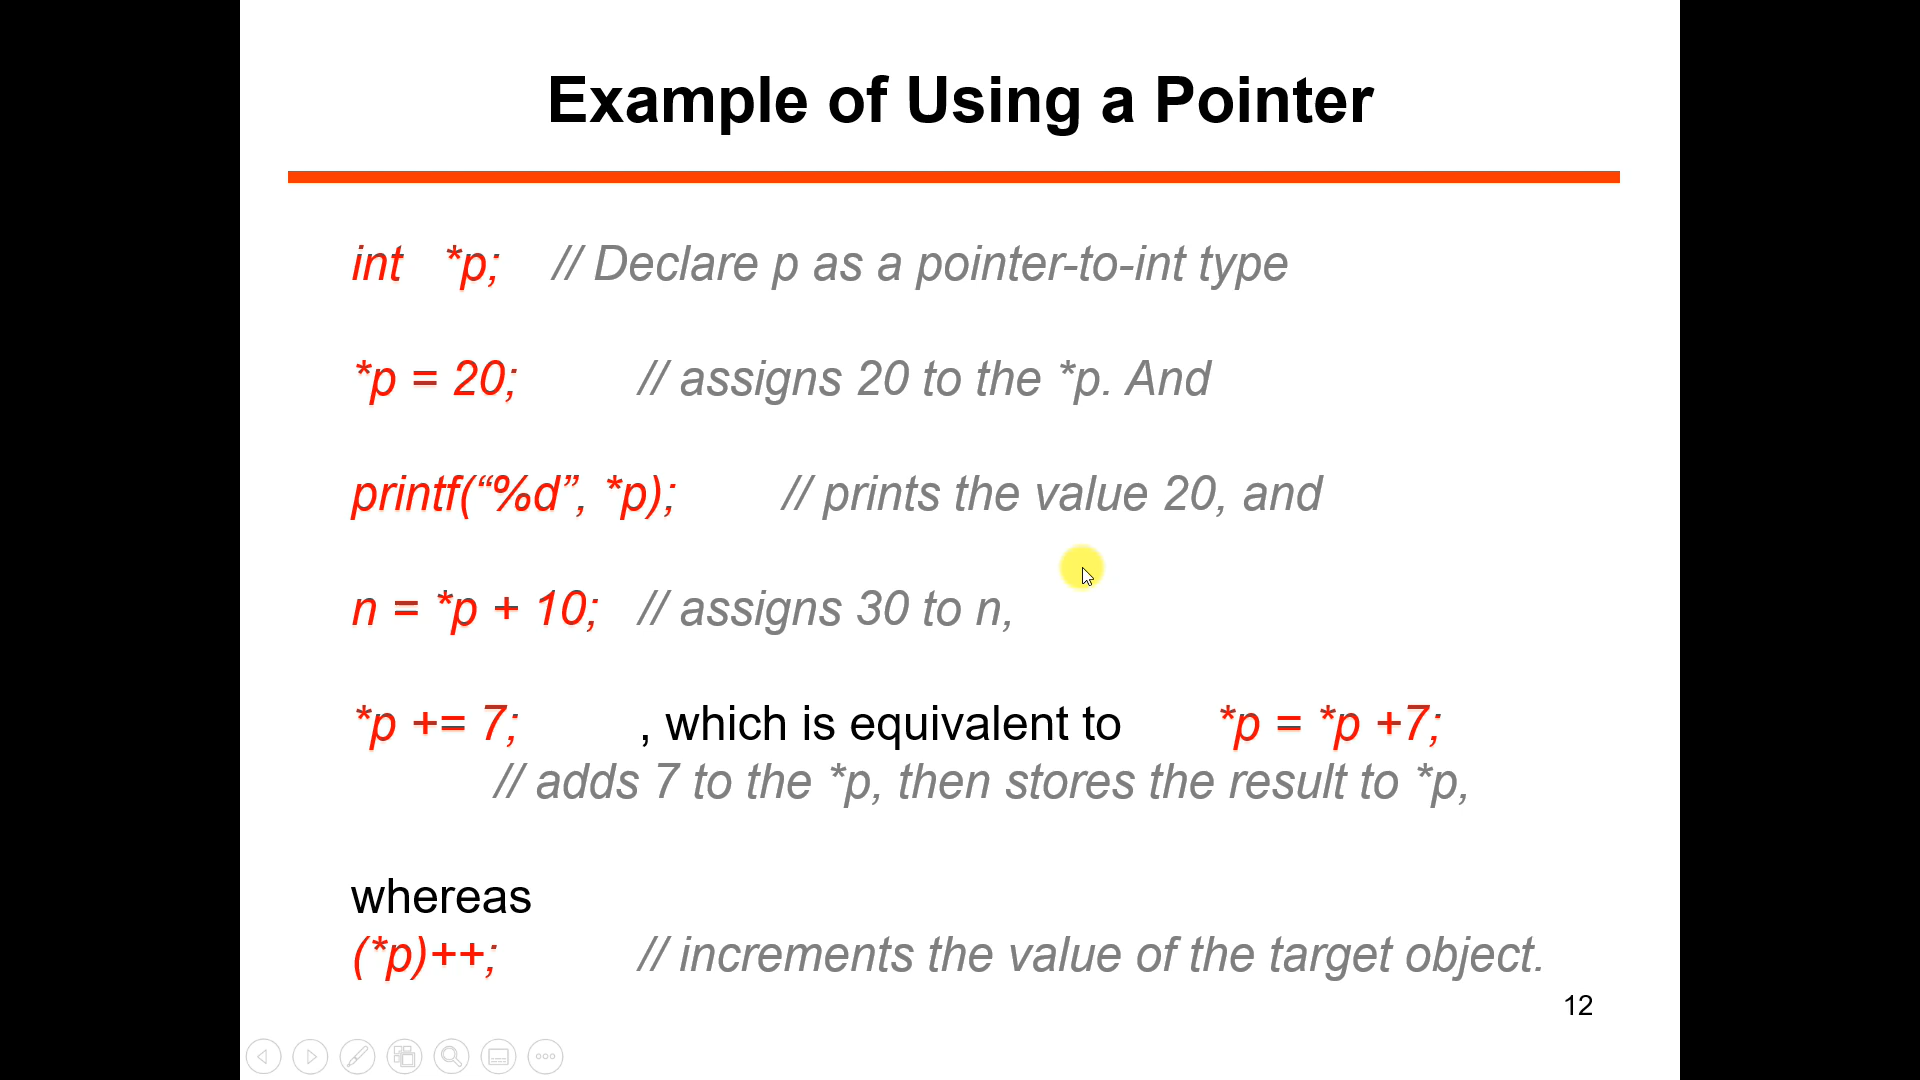 Example of Using a Pointer
int *p; // Declare p as a pointer-to-int type
*p = 20; // assigns 20 to the *p. And
printf(“%d”, *p); // prints the value 20, and
n = *p + 10; // assigns 30 to n,
*p += 7; , which is equivalent to *p = *p +7;
// adds 7 to the *p, then stores the result to *p,
whereas
(*p)++; // increments the value of the target object.
12